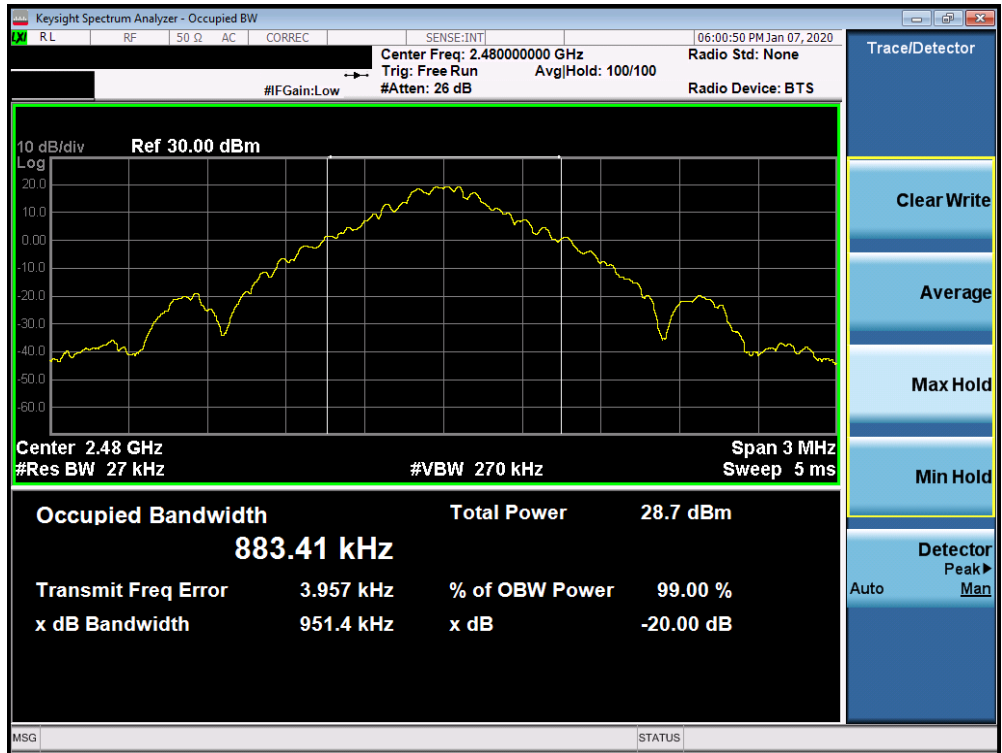 Keysight Spectrum Analyzer - Occupied BW
LXI RL RF 50 Ω AC CORREC SENSE:INT 06:00:50 PM Jan 07, 2020
Center Freq: 2.480000000 GHz Radio Std: None
Trig: Free Run Avg|Hold: 100/100
#IFGain:Low #Atten: 26 dB Radio Device: BTS
Trace/Detector
10 dB/div Ref 30.00 dBm
Log
20.0
10.0
0.00
-10.0
-20.0
-30.0
-40.0
-50.0
-60.0
Center 2.48 GHz Span 3 MHz
#Res BW 27 kHz #VBW 270 kHz Sweep 5 ms
Occupied Bandwidth Total Power 28.7 dBm
883.41 kHz
Transmit Freq Error 3.957 kHz % of OBW Power 99.00 %
x dB Bandwidth 951.4 kHz x dB -20.00 dB
Clear Write
Average
Max Hold
Min Hold
Detector
Peak▶
Auto Man
MSG STATUS